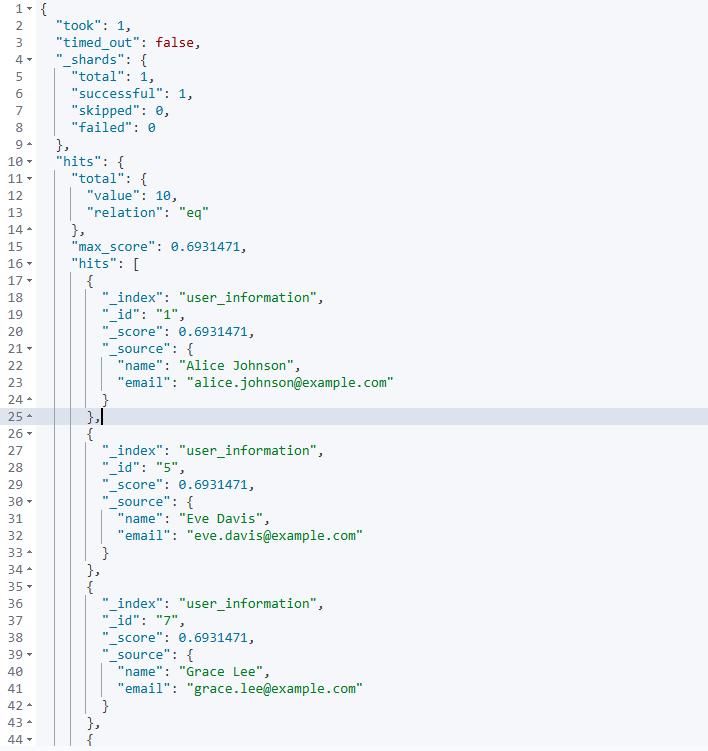 1 {
2   "took": 1,
3   "timed_out": false,
4   "_shards": {
5     "total": 1,
6     "successful": 1,
7     "skipped": 0,
8     "failed": 0
9   },
10   "hits": {
11     "total": {
12       "value": 10,
13       "relation": "eq"
14     },
15     "max_score": 0.6931471,
16     "hits": [
17       {
18         "_index": "user_information",
19         "_id": "1",
20         "_score": 0.6931471,
21         "_source": {
22           "name": "Alice Johnson",
23           "email": "alice.johnson@example.com"
24         }
25       },
26       {
27         "_index": "user_information",
28         "_id": "5",
29         "_score": 0.6931471,
30         "_source": {
31           "name": "Eve Davis",
32           "email": "eve.davis@example.com"
33         }
34       },
35       {
36         "_index": "user_information",
37         "_id": "7",
38         "_score": 0.6931471,
39         "_source": {
40           "name": "Grace Lee",
41           "email": "grace.lee@example.com"
42         }
43       },
44       {